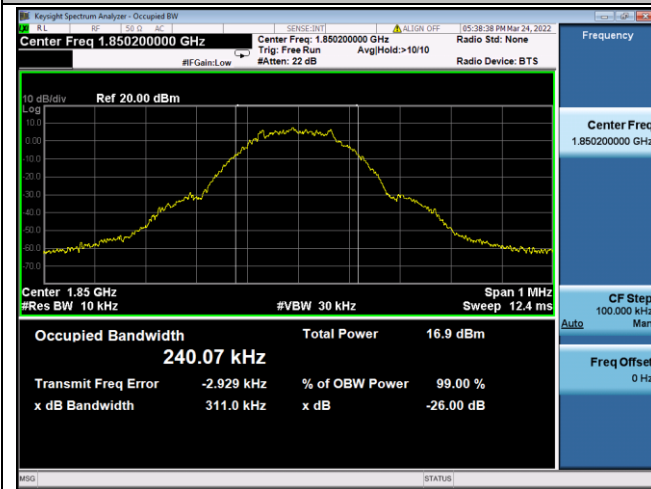 Keysight Spectrum Analyzer - Occupied BW
RL RF 50 Ω AC SENSE:INT ALIGN OFF 05:38:38 PM Mar 24, 2022
Center Freq 1.850200000 GHz Center Freq: 1.850200000 GHz Radio Std: None Frequency
Trig: Free Run Avg|Hold:>10/10
#IFGain:Low #Atten: 22 dB Radio Device: BTS
10 dB/div Ref 20.00 dBm
Log
10.0
0.00
-10.0
-20.0
-30.0
-40.0
-50.0
-60.0
-70.0
Center Freq
1.850200000 GHz
Center 1.85 GHz Span 1 MHz
#Res BW 10 kHz #VBW 30 kHz Sweep 12.4 ms
CF Step
100.000 kHz
Auto Man
Occupied Bandwidth Total Power 16.9 dBm
240.07 kHz
Transmit Freq Error -2.929 kHz % of OBW Power 99.00 %
x dB Bandwidth 311.0 kHz x dB -26.00 dB
Freq Offset
0 Hz
MSG STATUS